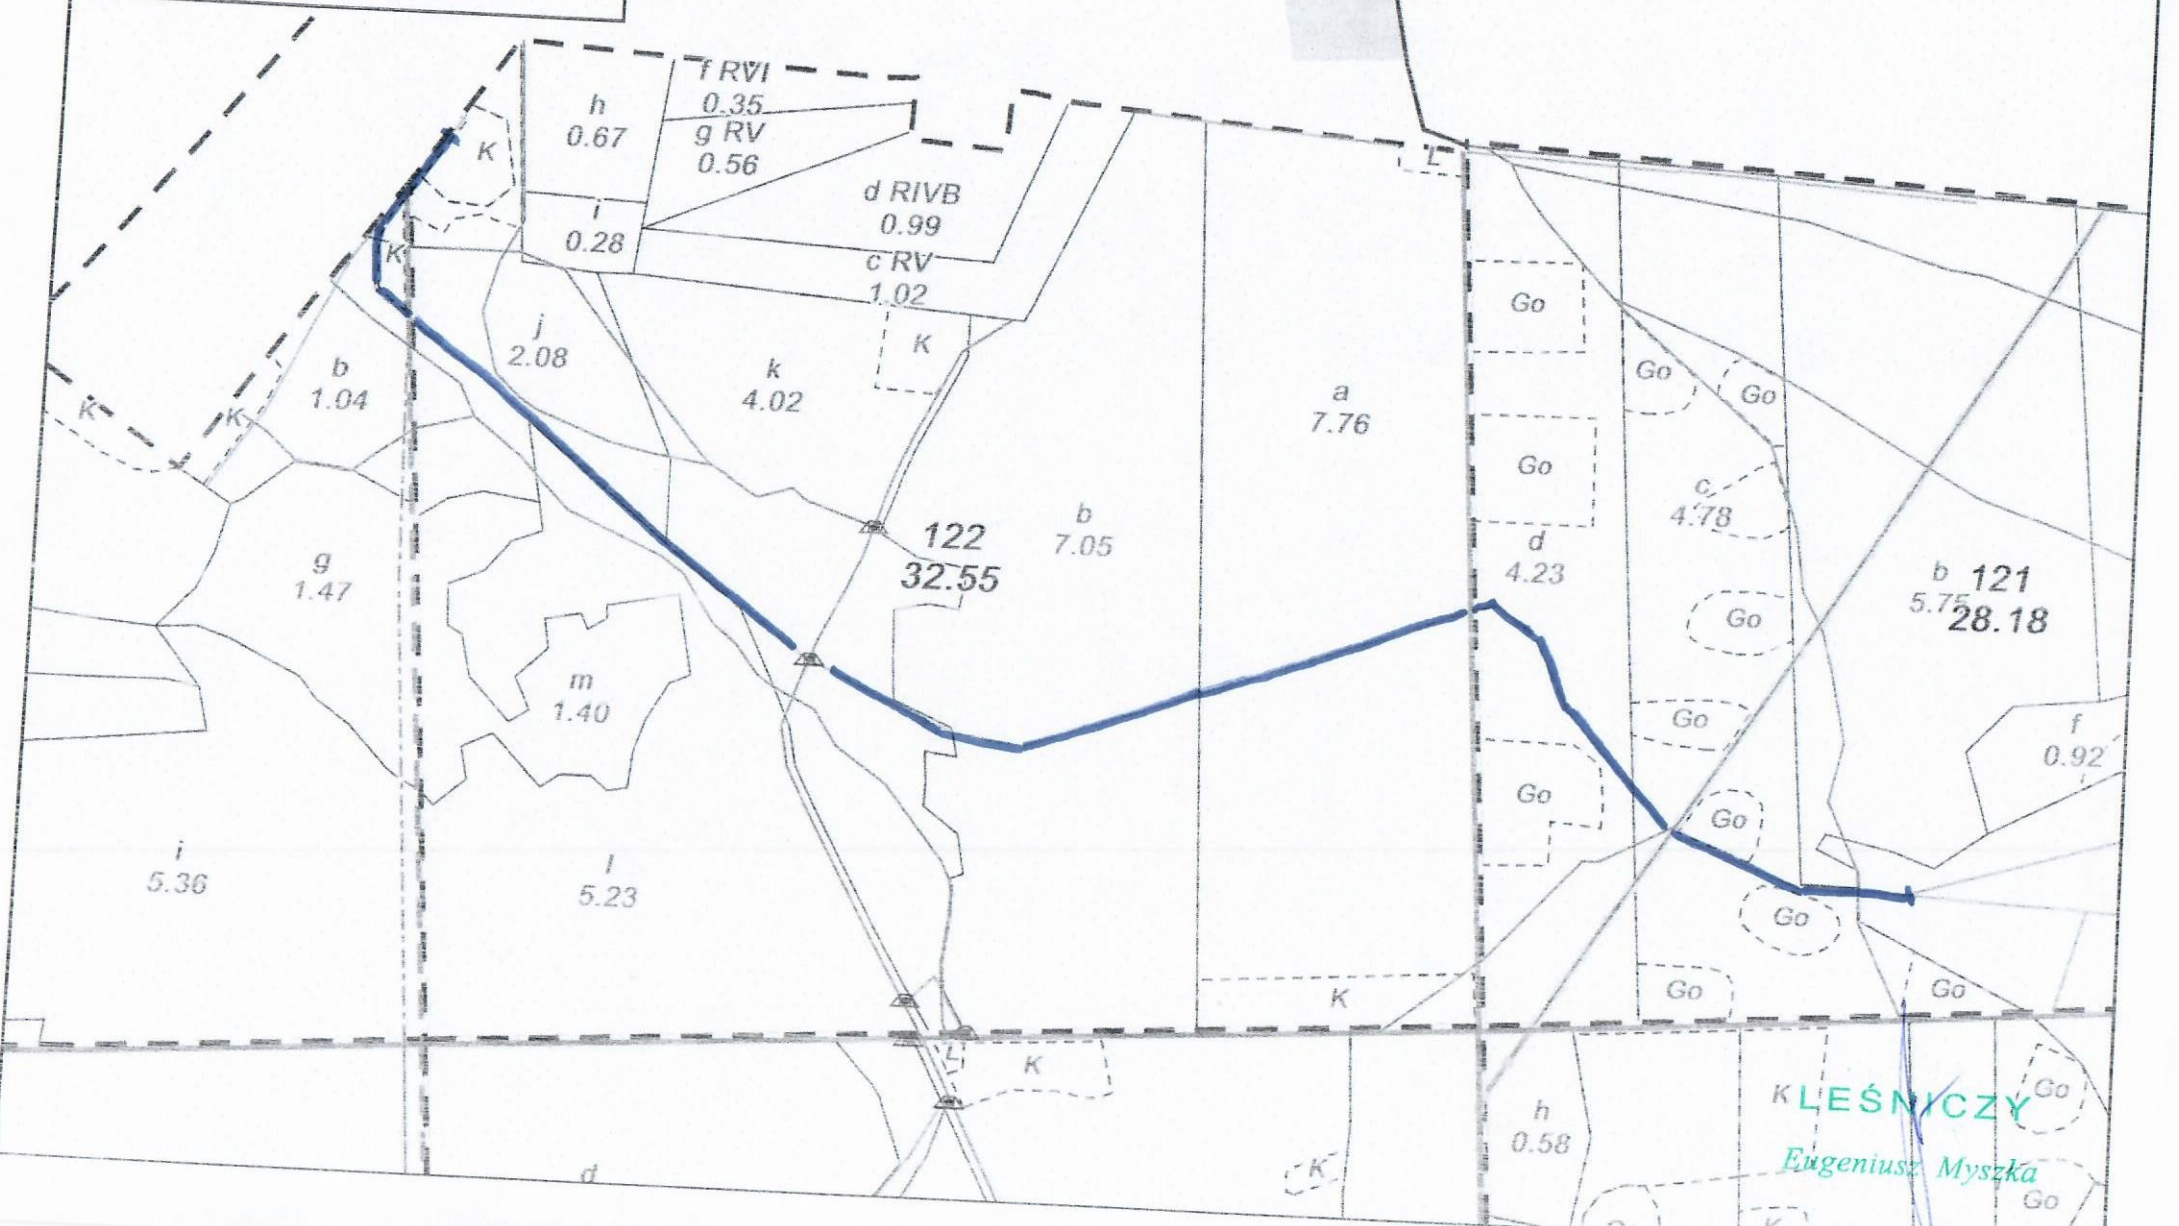 f RVI
0.35
h
0.67
g RV
0.56
K
L
d RIVB
0.99
i
0.28
K
c RV
1.02
Go
j
2.08
K
b
1.04
k
4.02
a
7.76
Go
Go
K
K
Go
c
4.78
b
7.05
122
32.55
d
4.23
g
1.47
b
5.75
121
28.18
Go
m
1.40
Go
f
0.92
Go
Go
i
5.36
l
5.23
Go
K
Go
Go
L
K
K
LEŚNICZY
Go
h
0.58
Eugeniusz Myszka
K
d
Go